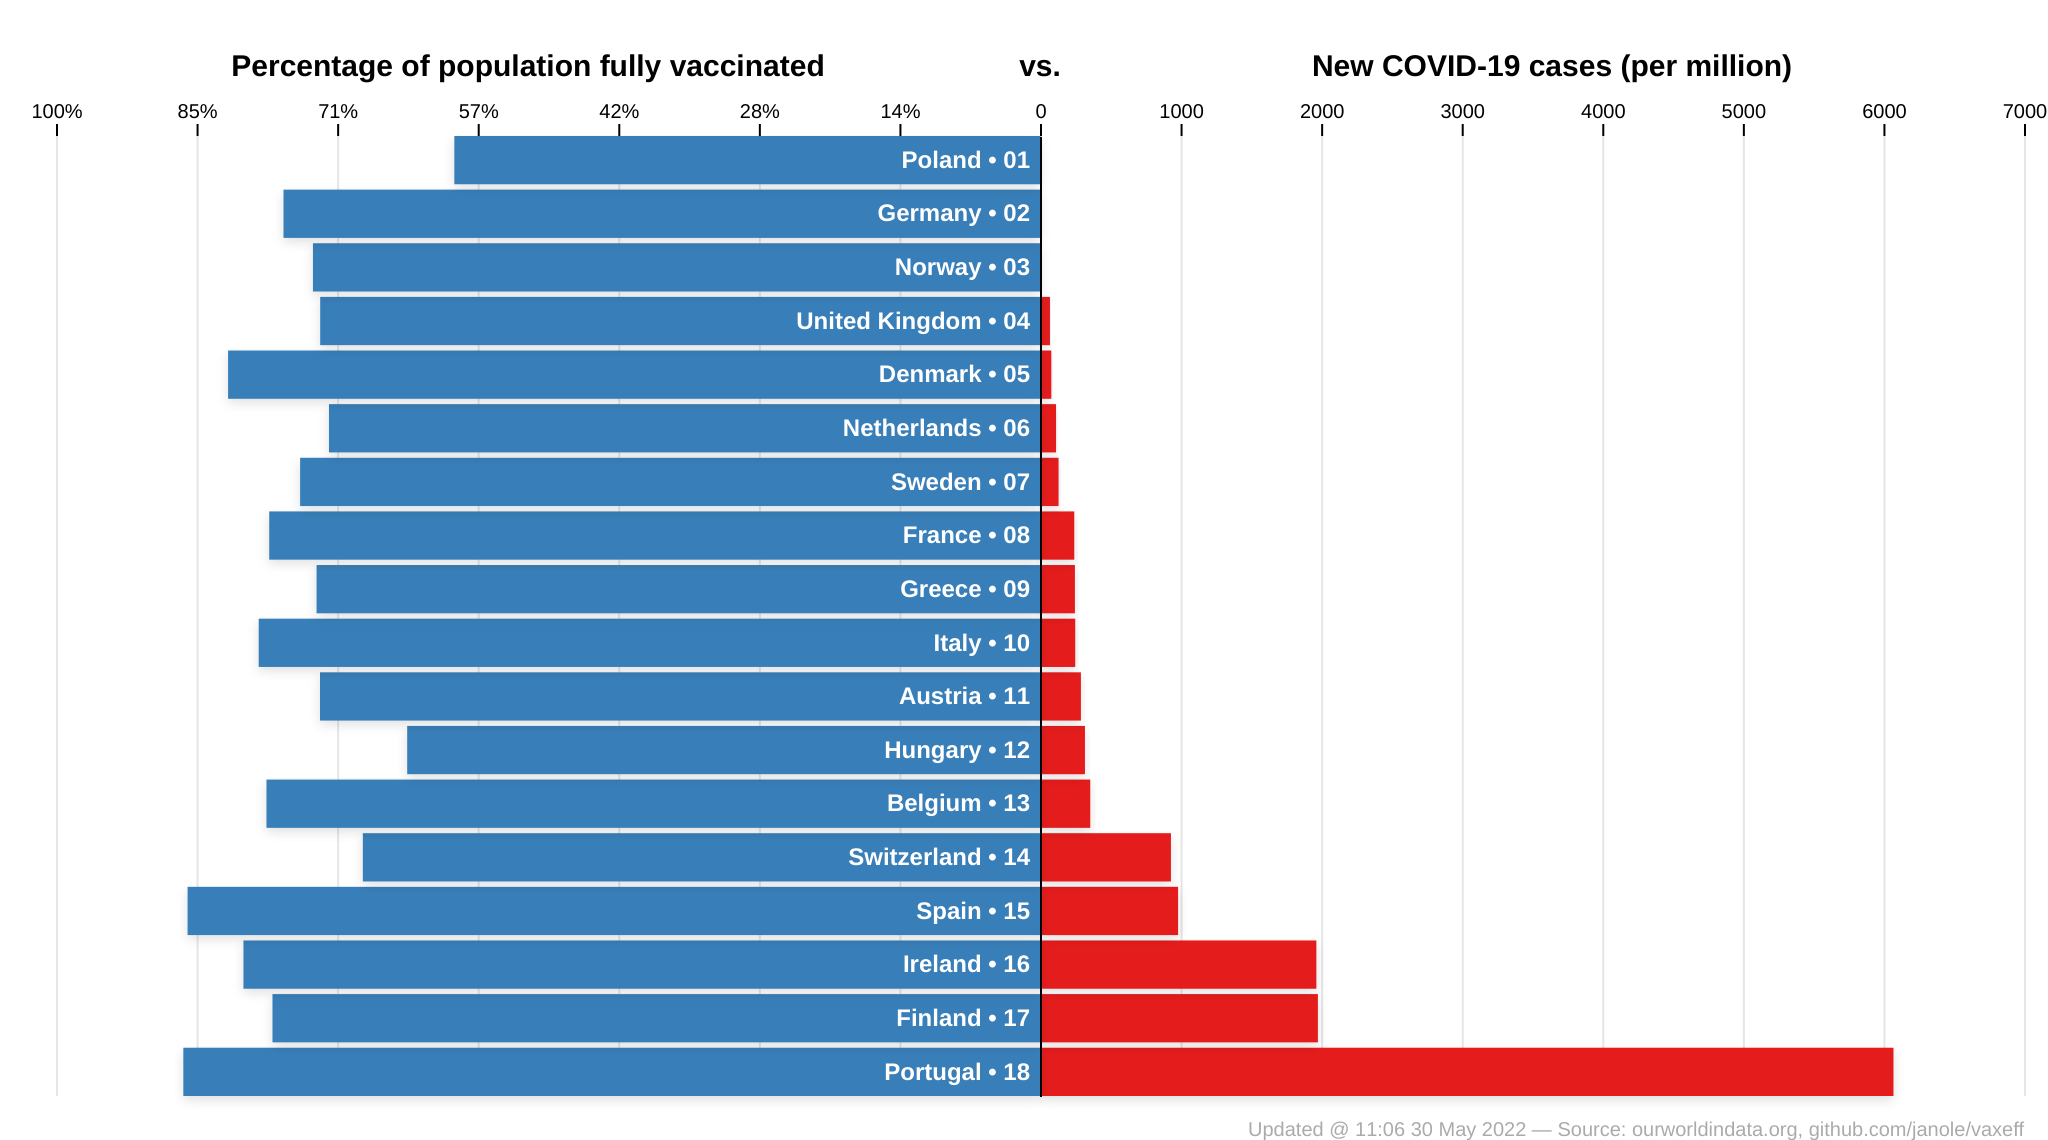 Percentage of population fully vaccinated vs. New COVID-19 cases (per million)
100% 85% 71% 57% 42% 28% 14% 0 1000 2000 3000 4000 5000 6000 7000
Poland • 01
Germany • 02
Norway • 03
United Kingdom • 04
Denmark • 05
Netherlands • 06
Sweden • 07
France • 08
Greece • 09
Italy • 10
Austria • 11
Hungary • 12
Belgium • 13
Switzerland • 14
Spain • 15
Ireland • 16
Finland • 17
Portugal • 18
Updated @ 11:06 30 May 2022 — Source: ourworldindata.org, github.com/janole/vaxeff